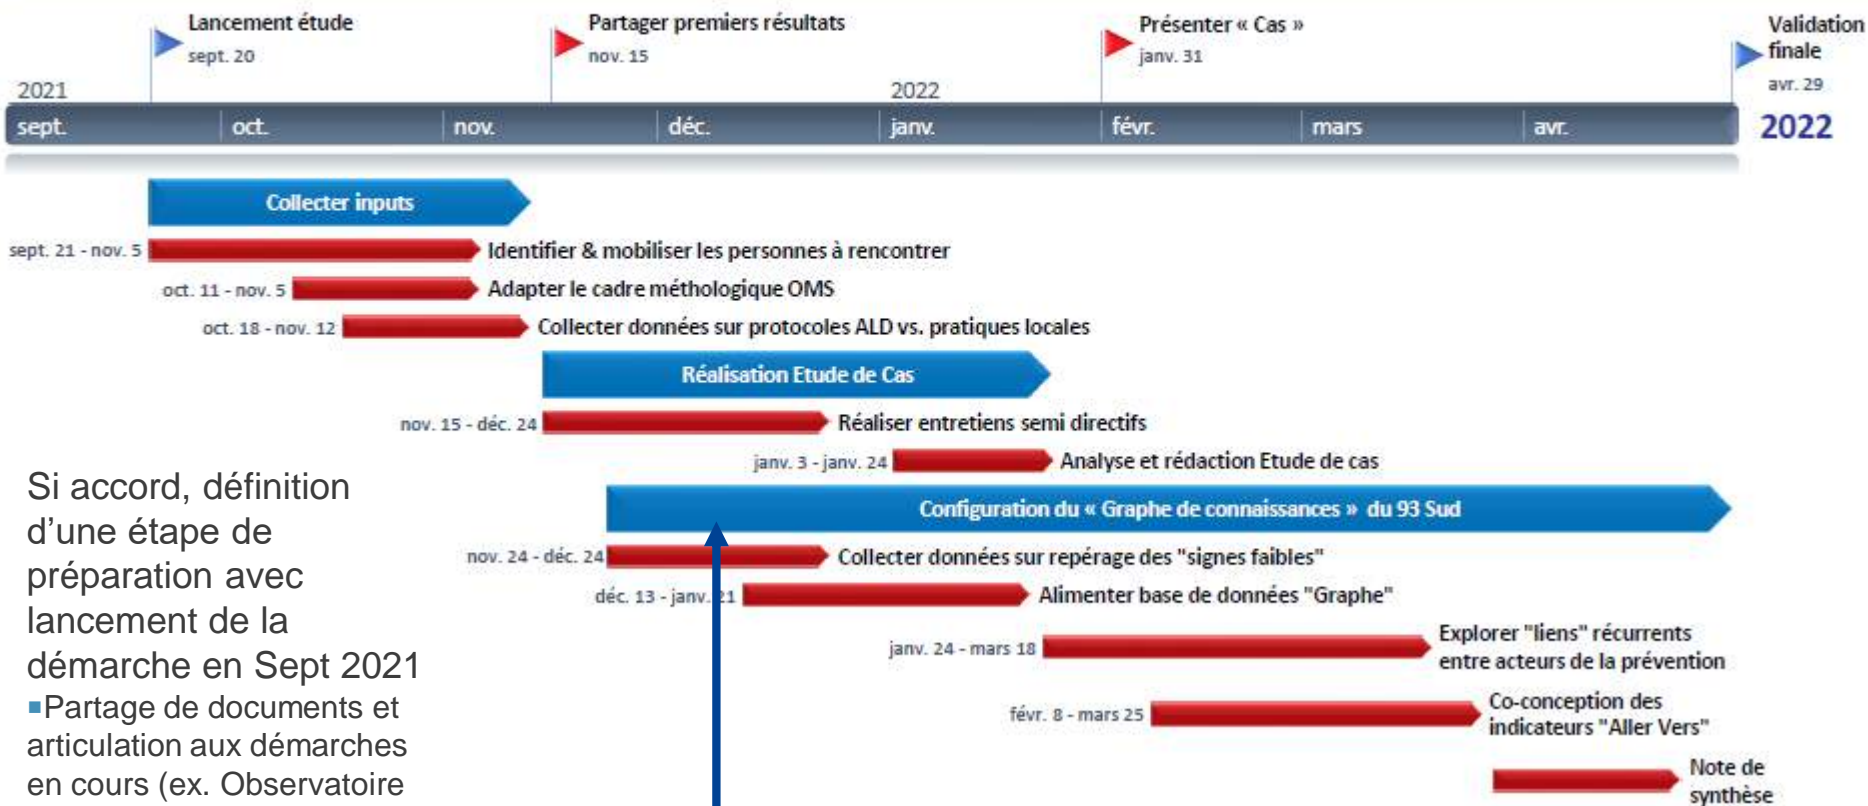 Lancement étude
sept. 20
Partager premiers résultats
nov. 15
Présenter « Cas »
janv. 31
Validation
finale
avr. 29
2021
2022
sept.
oct.
nov.
déc.
janv.
févr.
mars
avr.
2022
Collecter inputs
sept. 21 - nov. 5
Identifier & mobiliser les personnes à rencontrer
oct. 11 - nov. 5
Adapter le cadre méthologique OMS
oct. 18 - nov. 12
Collecter données sur protocoles ALD vs. pratiques locales
Réalisation Etude de Cas
nov. 15 - déc. 24
Réaliser entretiens semi directifs
janv. 3 - janv. 24
Analyse et rédaction Etude de cas
Configuration du « Graphe de connaissances » du 93 Sud
nov. 24 - déc. 24
Collecter données sur repérage des "signes faibles"
déc. 13 - janv. 21
Alimenter base de données "Graphe"
janv. 24 - mars 18
Explorer "liens" récurrents
entre acteurs de la prévention
févr. 8 - mars 25
Co-conception des
indicateurs "Aller Vers"
Note de
synthèse
Si accord, définition
d'une étape de
préparation avec
lancement de la
démarche en Sept 2021
▪Partage de documents et
articulation aux démarches
en cours (ex. Observatoire